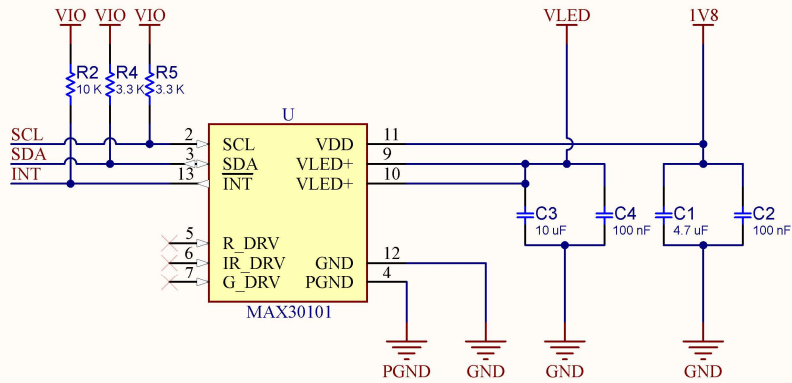 VIO VIO VIO VLED 1V8
R2 R4 R5
10 K 3.3 K 3.3 K
U
SCL 2 SCL VDD 11
SDA 3 SDA VLED+ 9
INT 13 INT VLED+ 10
C3 C4 C1 C2
10 uF 100 nF 4.7 uF 100 nF
5 R_DRV
6 IR_DRV GND 12
7 G_DRV PGND 4
MAX30101
PGND GND GND GND